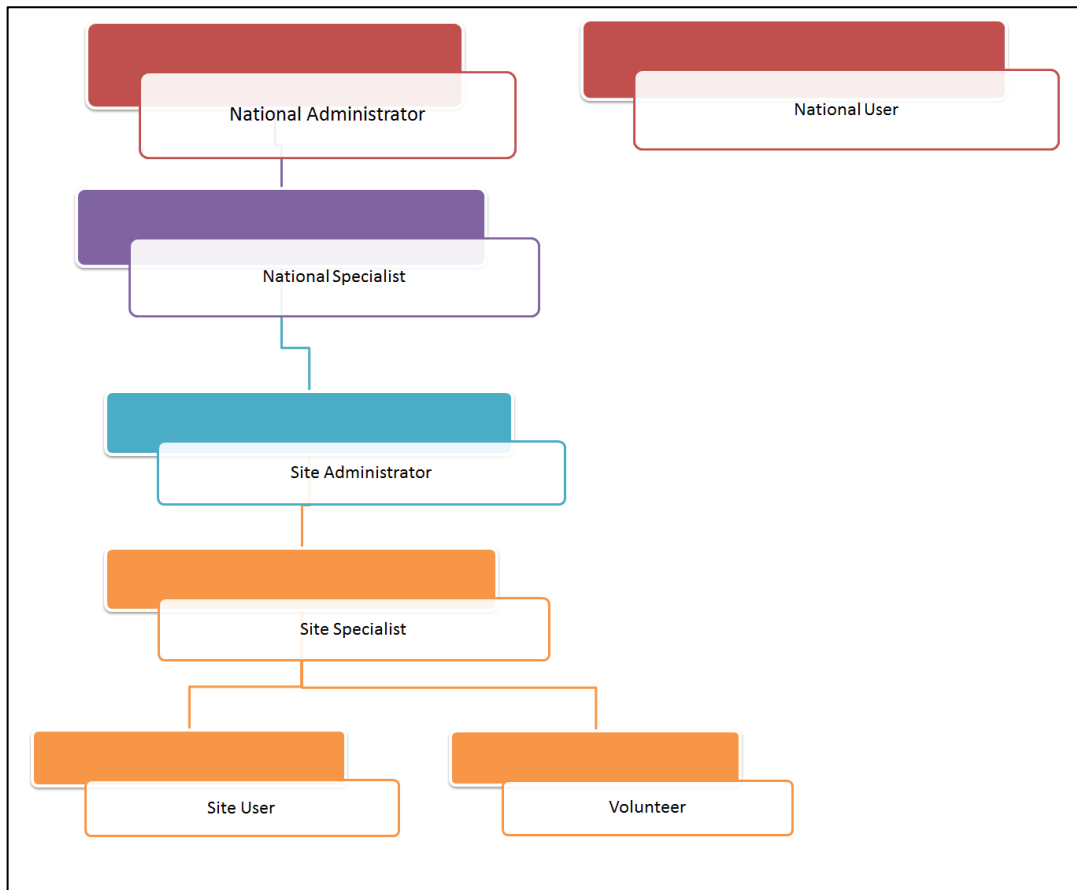 National Administrator
National User
National Specialist
Site Administrator
Site Specialist
Site User
Volunteer